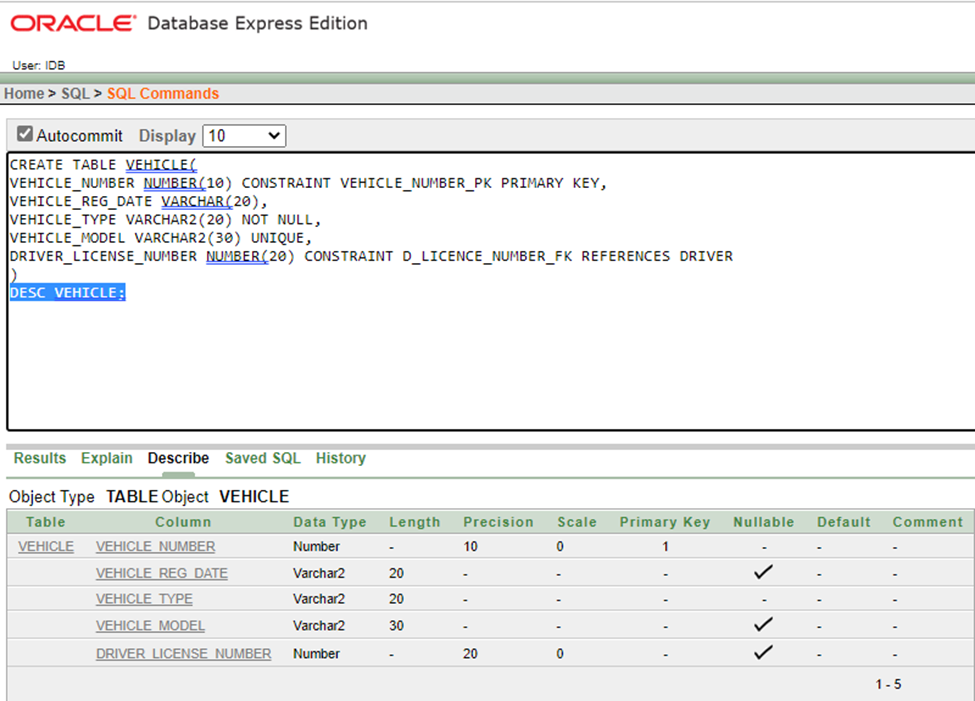 ORACLE® Database Express Edition
User: IDB
Home > SQL > SQL Commands
Autocommit Display 10
CREATE TABLE VEHICLE(
VEHICLE_NUMBER NUMBER(10) CONSTRAINT VEHICLE_NUMBER_PK PRIMARY KEY,
VEHICLE_REG_DATE VARCHAR(20),
VEHICLE_TYPE VARCHAR2(20) NOT NULL,
VEHICLE_MODEL VARCHAR2(30) UNIQUE,
DRIVER_LICENSE_NUMBER NUMBER(20) CONSTRAINT D_LICENCE_NUMBER_FK REFERENCES DRIVER
)
DESC VEHICLE;
Results Explain Describe Saved SQL History
Object Type TABLE Object VEHICLE
Table Column Data Type Length Precision Scale Primary Key Nullable Default Comment
VEHICLE VEHICLE_NUMBER Number - 10 0 1 - - -
VEHICLE_REG_DATE Varchar2 20 - - - ✓ - -
VEHICLE_TYPE Varchar2 20 - - - - - -
VEHICLE_MODEL Varchar2 30 - - - ✓ - -
DRIVER_LICENSE_NUMBER Number - 20 0 - ✓ - -
1 - 5